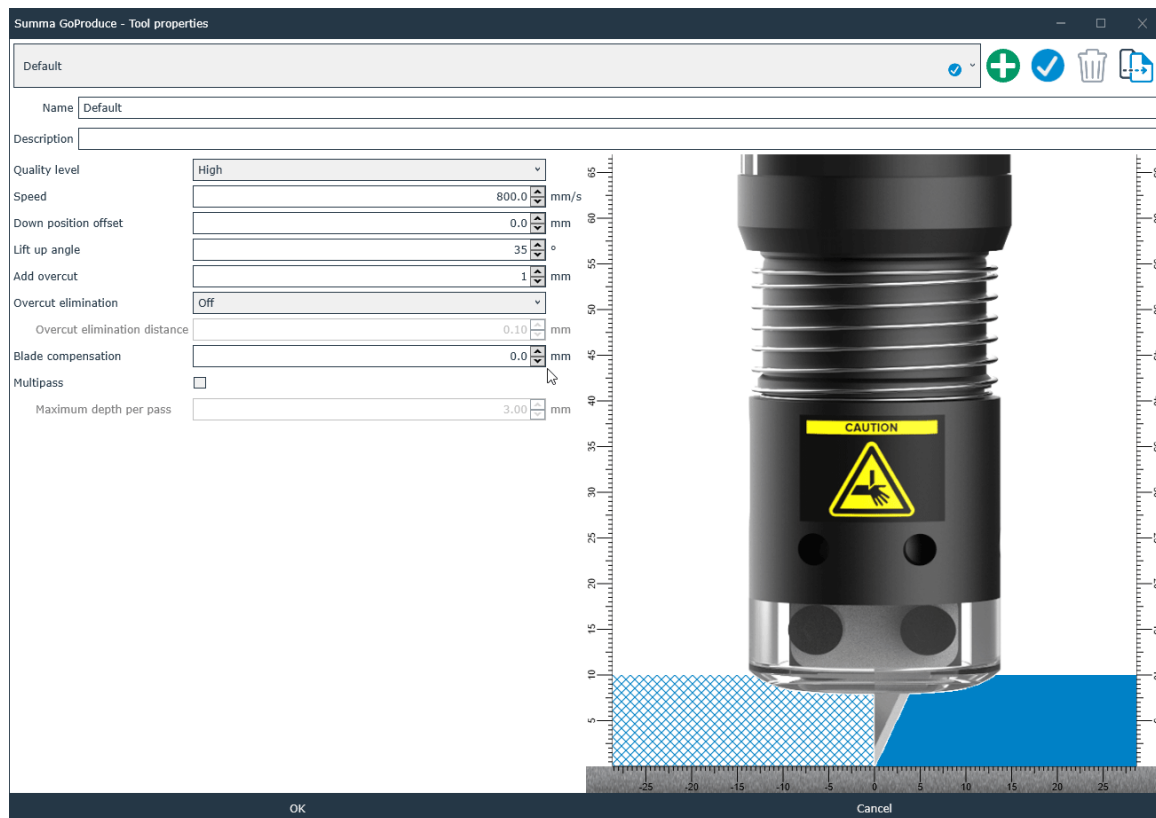 Summa GoProduce - Tool properties
Default
Name Default
Description
Quality level High
Speed 800.0 mm/s
Down position offset 0.0 mm
Lift up angle 35 °
Add overcut 1 mm
Overcut elimination Off
Overcut elimination distance 0.10 mm
Blade compensation 0.0 mm
Multipass
Maximum depth per pass 3.00 mm
65
60
55
50
45
40
35
30
25
20
15
10
5
CAUTION
-25 -20 -15 -10 -5 0 5 10 15 20 25
OK Cancel